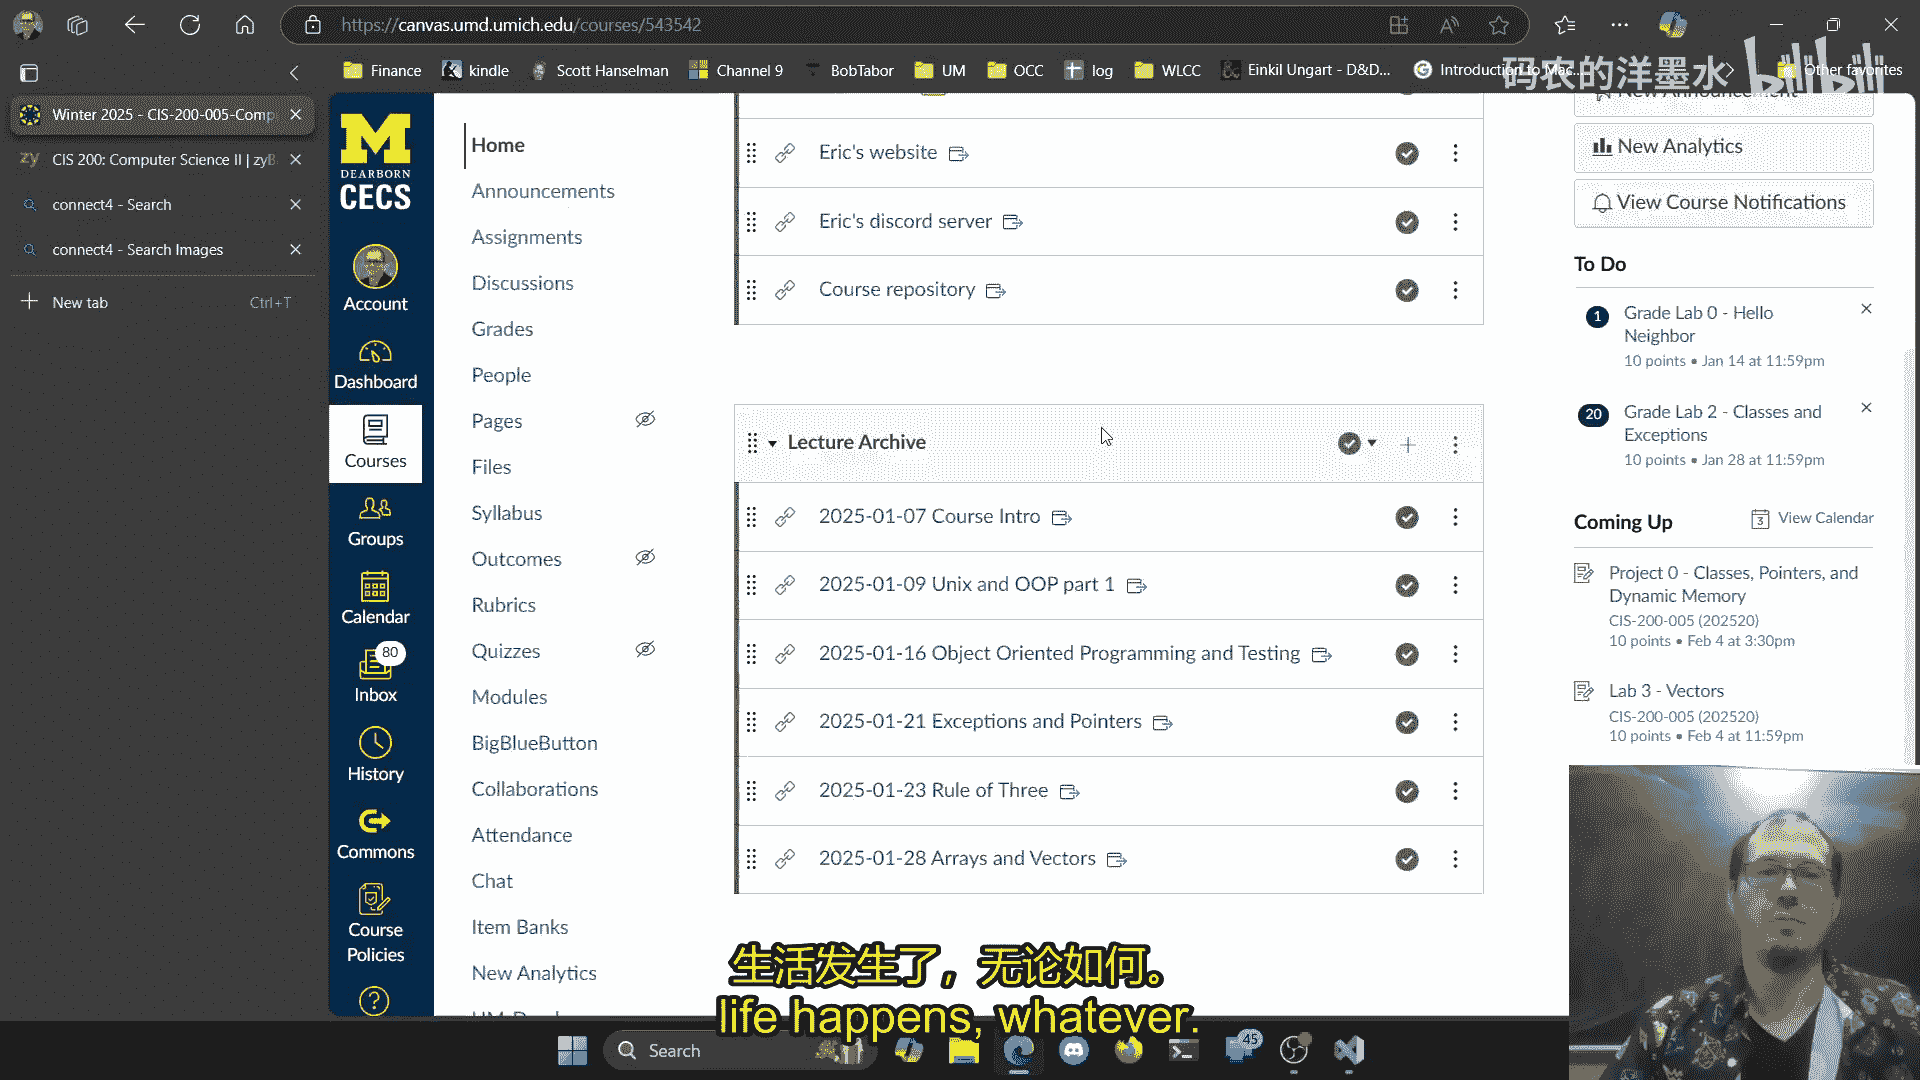 https://canvas.umd.umich.edu/courses/543542
码农的洋墨水 bilibili
Finance
kindle
Scott Hanselman
Channel 9
BobTabor
UM
OCC
log
WLCC
Einkil Ungart - D&D...
Introduction to Mac...
Other favorites
Winter 2025 - CIS-200-005-Comp
zy CIS 200: Computer Science II | zyB
connect4 - Search
connect4 - Search Images
New tab Ctrl+T
M
DEARBORN
CECS
Account
Dashboard
Courses
Groups
Calendar
80
Inbox
History
Commons
Course
Policies
Home
Announcements
Assignments
Discussions
Grades
People
Pages
Files
Syllabus
Outcomes
Rubrics
Quizzes
Modules
BigBlueButton
Collaborations
Attendance
Chat
Item Banks
New Analytics
Eric's website
Eric's discord server
Course repository
Lecture Archive
2025-01-07 Course Intro
2025-01-09 Unix and OOP part 1
2025-01-16 Object Oriented Programming and Testing
2025-01-21 Exceptions and Pointers
2025-01-23 Rule of Three
2025-01-28 Arrays and Vectors
New Announcement
New Analytics
View Course Notifications
To Do
1
Grade Lab 0 - Hello
Neighbor
10 points • Jan 14 at 11:59pm
20
Grade Lab 2 - Classes and
Exceptions
10 points • Jan 28 at 11:59pm
Coming Up
3 View Calendar
Project 0 - Classes, Pointers, and
Dynamic Memory
CIS-200-005 (202520)
10 points • Feb 4 at 3:30pm
Lab 3 - Vectors
CIS-200-005 (202520)
10 points • Feb 4 at 11:59pm
生活发生了，无论如何。
life happens, whatever.
Search
45